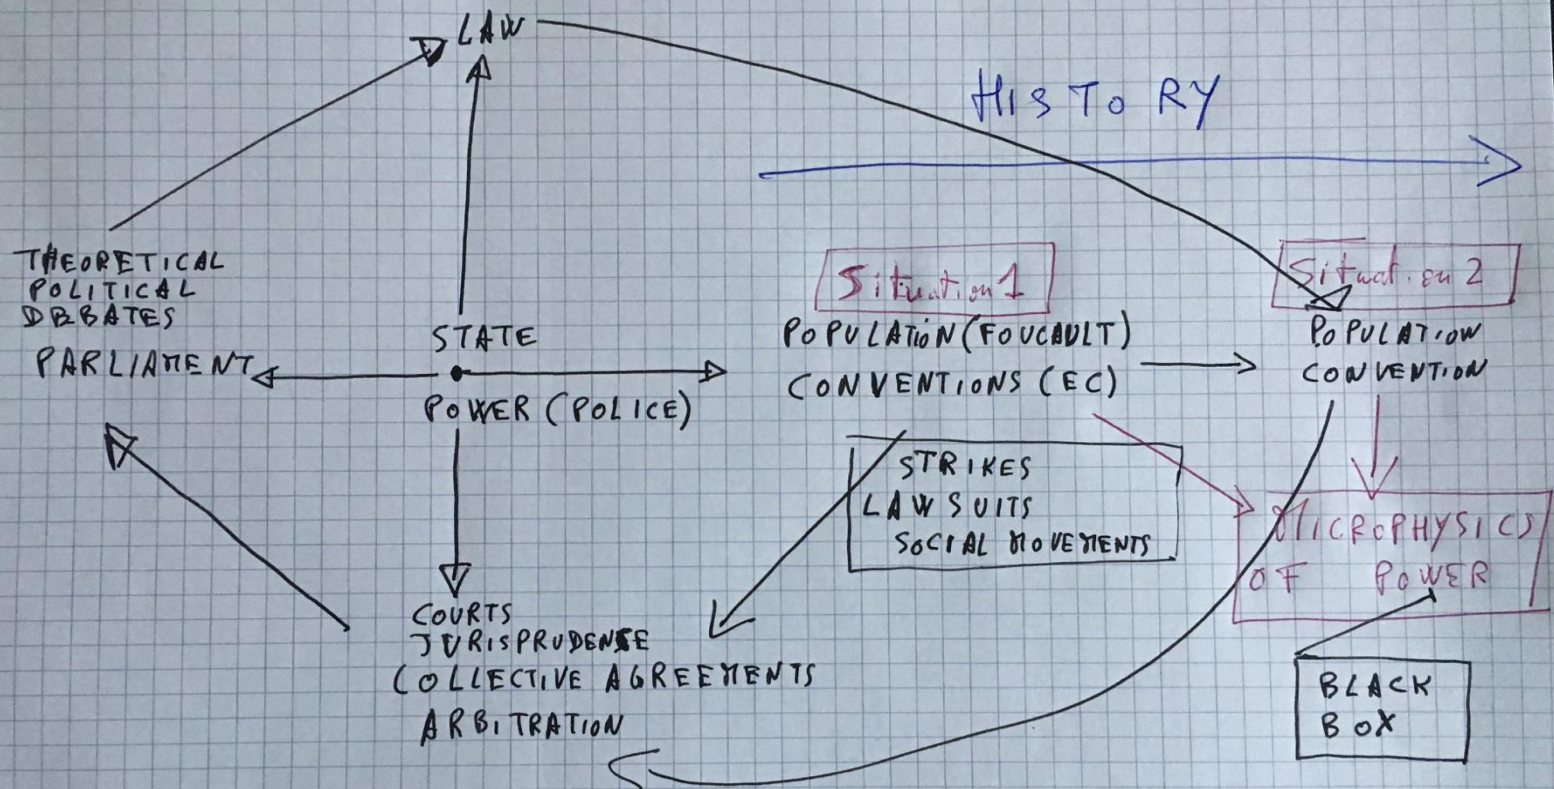 LAW
HISTORY
THEORETICAL
POLITICAL
DEBATES
PARLIAMENT
STATE
POWER (POLICE)
Situation 1
POPULATION (FOUCAULT)
CONVENTIONS (EC)
Situation 2
POPULATION
CONVENTION
STRIKES
LAWSUITS
SOCIAL MOVEMENTS
MICROPHYSICS
OF POWER
COURTS
JURISPRUDENSE
COLLECTIVE AGREEMENTS
ARBITRATION
BLACK
BOX